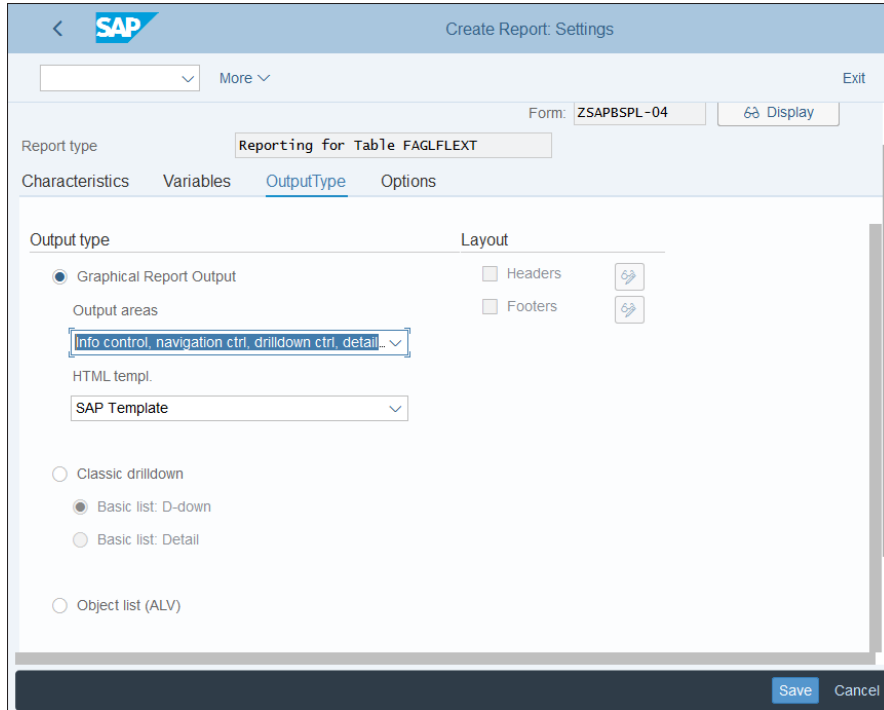 SAP
Create Report: Settings
More
Exit
Form: ZSAPBSPL-04
Display
Report type
Reporting for Table FAGLFLEXT
Characteristics Variables OutputType Options
Output type
Layout
Graphical Report Output
Headers
Output areas
Footers
Info control, navigation ctrl, drilldown ctrl, detail...
HTML templ.
SAP Template
Classic drilldown
Basic list: D-down
Basic list: Detail
Object list (ALV)
Save Cancel